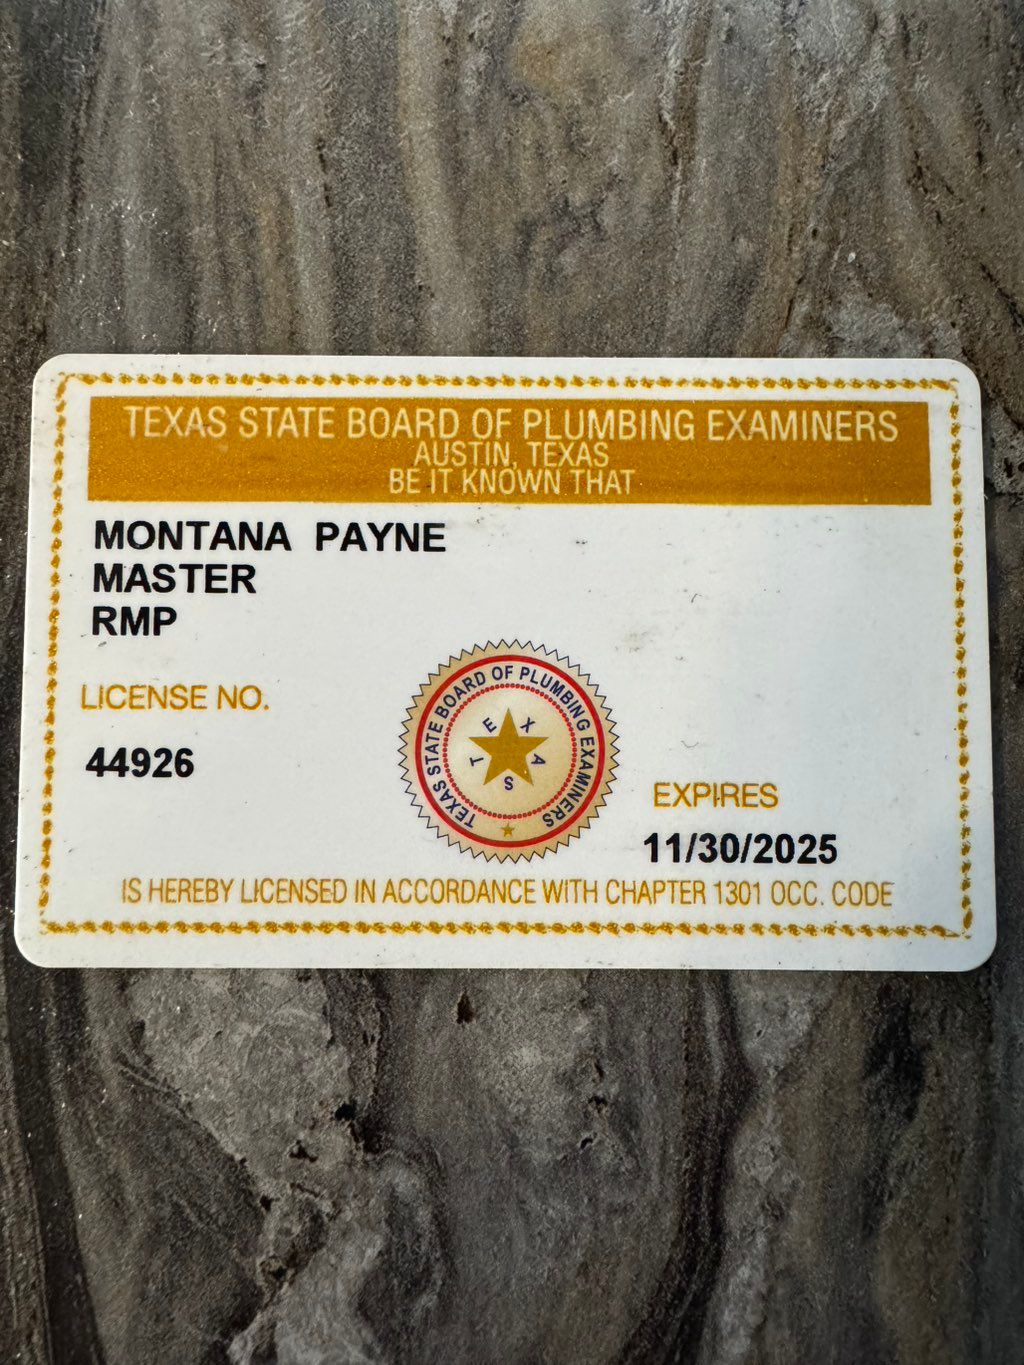 TEXAS STATE BOARD OF PLUMBING EXAMINERS
AUSTIN, TEXAS
BE IT KNOWN THAT
MONTANA PAYNE
MASTER
RMP
LICENSE NO.
44926
TEXAS STATE BOARD OF PLUMBING EXAMINERS
TEXAS
EXPIRES
11/30/2025
IS HEREBY LICENSED IN ACCORDANCE WITH CHAPTER 1301 OCC. CODE